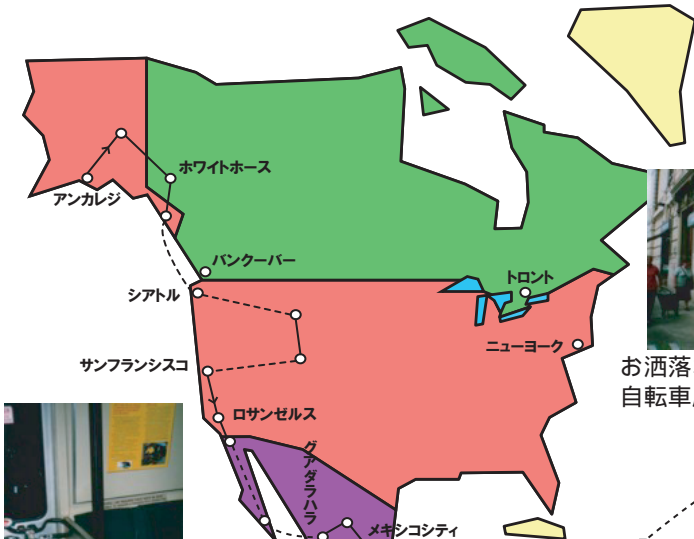 ホワイトホース
アンカレジ
バンクーバー
シアトル
トロント
ニューヨーク
サンフランシスコ
お洒落
自転車
ロサンゼルス
グアダラハラ
メキシコシティ